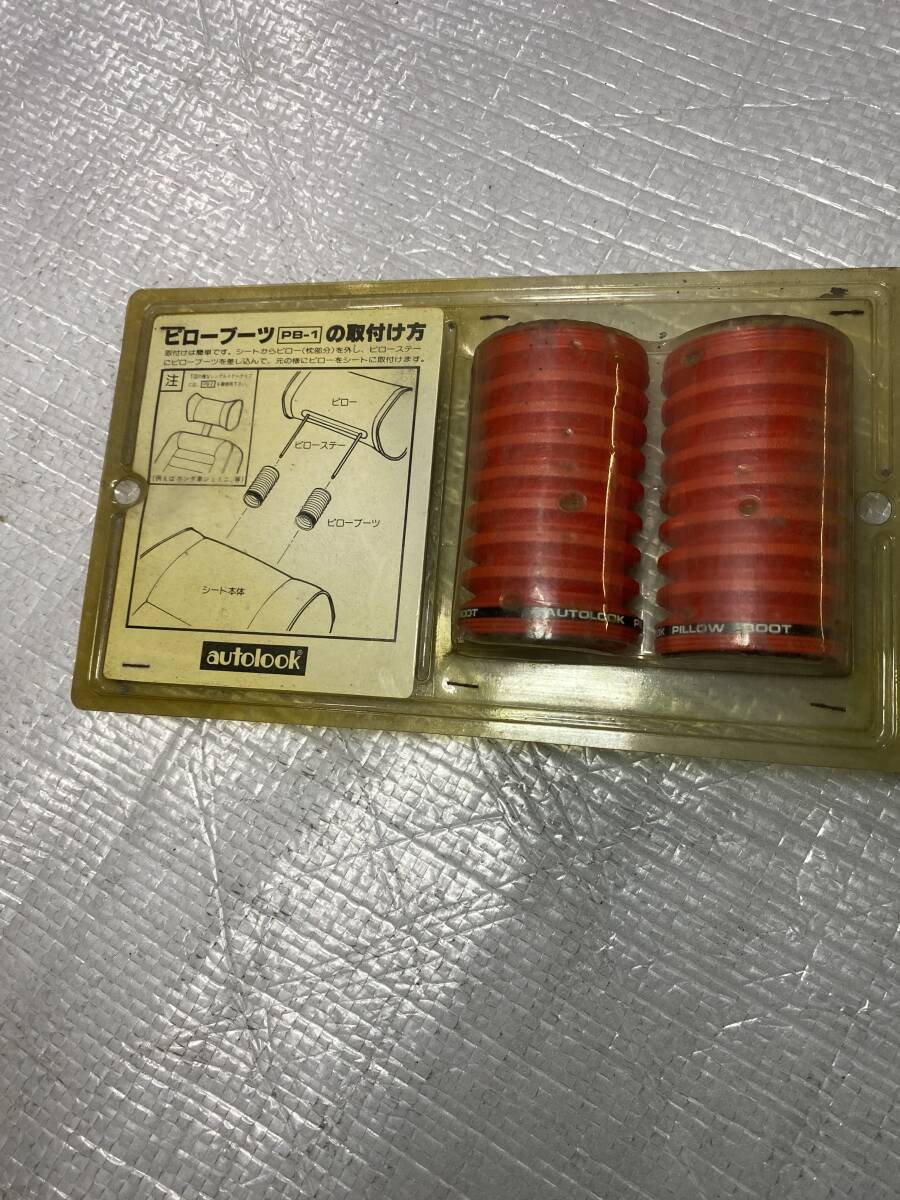 ピローブーツ PB-1 の取付け方
取付けは簡単です。シートからピロー(枕部分)を外し、ピローステー
にピローブーツを差し込んで、元の様にピローをシートに取付けます。
注
ピロー
ピローステー
ピローブーツ
シート本体
autolook®
BOOT AUTOLOOK
PILLOW BOOT